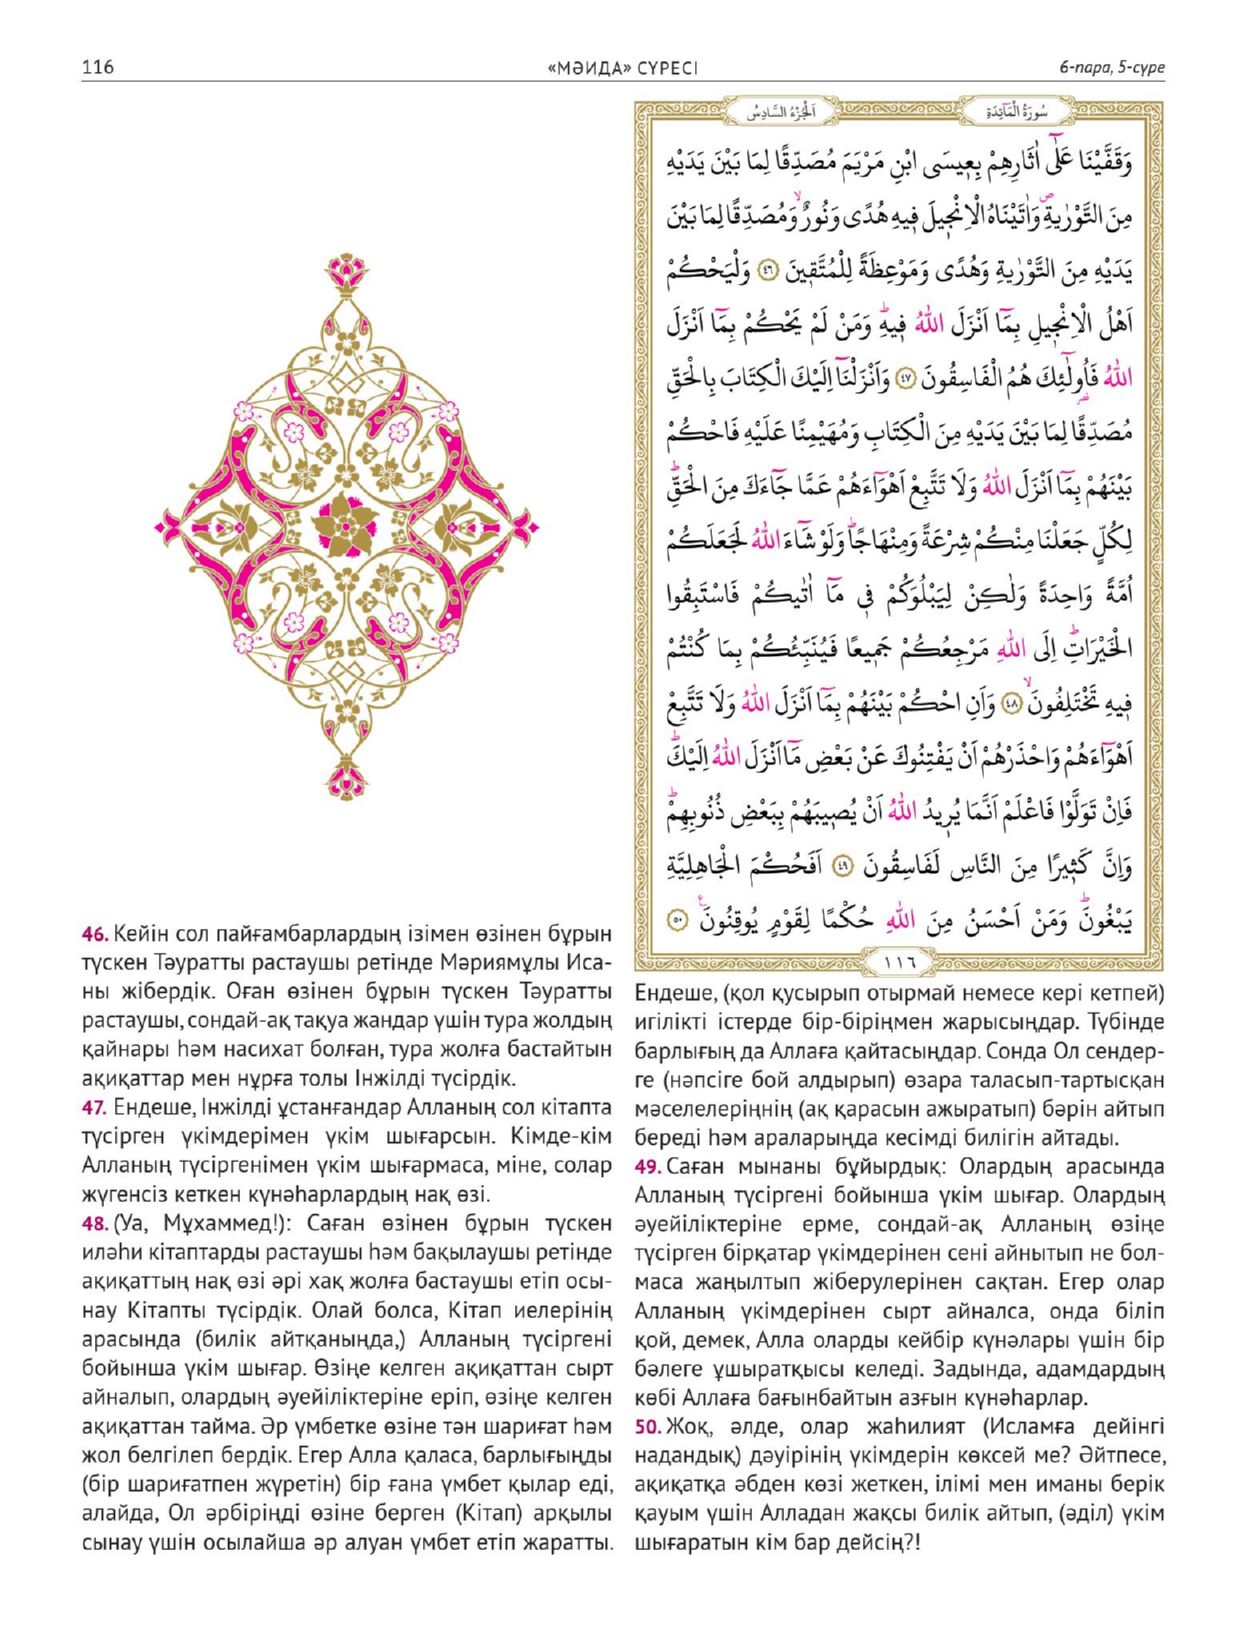 116
«МӘИДА» СҮРЕСІ
6-пара, 5-сүре
اَلْجُزْءُ السَّادِسُ
سُورَةُ الْمَائِدَةِ
وَقَفَّيْنَا عَلٰٓى اٰثَارِهِمْ بِعِيسَى ابْنِ مَرْيَمَ مُصَدِّقًا لِمَا بَيْنَ يَدَيْهِ
مِنَ التَّوْرٰيةِۖ وَاٰتَيْنَاهُ الْاِنْجِيلَ فِيهِ هُدًى وَنُورٌۙ وَمُصَدِّقًا لِمَا بَيْنَ
يَدَيْهِ مِنَ التَّوْرٰيةِ وَهُدًى وَمَوْعِظَةً لِلْمُتَّقِينَ ﴿٤٦﴾ وَلْيَحْكُمْ
اَهْلُ الْاِنْجِيلِ بِمَٓا اَنْزَلَ اللّٰهُ فِيهِۜ وَمَنْ لَمْ يَحْكُمْ بِمَٓا اَنْزَلَ
اللّٰهُ فَاُو۬لٰٓئِكَ هُمُ الْفَاسِقُونَ ﴿٤٧﴾ وَاَنْزَلْنَٓا اِلَيْكَ الْكِتَابَ بِالْحَقِّ
مُصَدِّقًا لِمَا بَيْنَ يَدَيْهِ مِنَ الْكِتَابِ وَمُهَيْمِنًا عَلَيْهِ فَاحْكُمْ
بَيْنَهُمْ بِمَٓا اَنْزَلَ اللّٰهُ وَلَا تَتَّبِعْ اَهْوَٓاءَهُمْ عَمَّا جَٓاءَكَ مِنَ الْحَقِّۜ
لِكُلٍّ جَعَلْنَا مِنْكُمْ شِرْعَةً وَمِنْهَاجًاۜ وَلَوْ شَٓاءَ اللّٰهُ لَجَعَلَكُمْ
اُمَّةً وَاحِدَةً وَلٰكِنْ لِيَبْلُوَكُمْ فِي مَٓا اٰتٰيكُمْ فَاسْتَبِقُوا
الْخَيْرَاتِۜ اِلَى اللّٰهِ مَرْجِعُكُمْ جَمِيعًا فَيُنَبِّئُكُمْ بِمَا كُنْتُمْ
فِيهِ تَخْتَلِفُونَۙ ﴿٤٨﴾ وَاَنِ احْكُمْ بَيْنَهُمْ بِمَٓا اَنْزَلَ اللّٰهُ وَلَا تَتَّبِعْ
اَهْوَٓاءَهُمْ وَاحْذَرْهُمْ اَنْ يَفْتِنُوكَ عَنْ بَعْضِ مَٓا اَنْزَلَ اللّٰهُ اِلَيْكَۜ
فَاِنْ تَوَلَّوْا فَاعْلَمْ اَنَّمَا يُرِيدُ اللّٰهُ اَنْ يُصِيبَهُمْ بِبَعْضِ ذُنُوبِهِمْۜ
وَاِنَّ كَثِيرًا مِنَ النَّاسِ لَفَاسِقُونَ ﴿٤٩﴾ اَفَحُكْمَ الْجَاهِلِيَّةِ
يَبْغُونَۜ وَمَنْ اَحْسَنُ مِنَ اللّٰهِ حُكْمًا لِقَوْمٍ يُوقِنُونَ۟ ﴿٥٠﴾
١١٦
46. Кейін сол пайғамбарлардың ізімен өзінен бұрын
түскен Тәуратты растаушы ретінде Мәриямұлы Иса-
ны жібердік. Оған өзінен бұрын түскен Тәуратты
растаушы, сондай-ақ тақуа жандар үшін тура жолдың
қайнары һәм насихат болған, тура жолға бастайтын
ақиқаттар мен нұрға толы Інжілді түсірдік.
47. Ендеше, Інжілді ұстанғандар Алланың сол кітапта
түсірген үкімдерімен үкім шығарсын. Кімде-кім
Алланың түсіргенімен үкім шығармаса, міне, солар
жүгенсіз кеткен күнәһарлардың нақ өзі.
48. (Уа, Мұхаммед!): Саған өзінен бұрын түскен
иләһи кітаптарды растаушы һәм бақылаушы ретінде
ақиқаттың нақ өзі әрі хақ жолға бастаушы етіп осы-
нау Кітапты түсірдік. Олай болса, Кітап иелерінің
арасында (билік айтқаныңда,) Алланың түсіргені
бойынша үкім шығар. Өзіңе келген ақиқаттан сырт
айналып, олардың әуейіліктеріне еріп, өзіңе келген
ақиқаттан тайма. Әр үмбетке өзіне тән шариғат һәм
жол белгілеп бердік. Егер Алла қаласа, барлығыңды
(бір шариғатпен жүретін) бір ғана үмбет қылар еді,
алайда, Ол әрбіріңді өзіне берген (Кітап) арқылы
сынау үшін осылайша әр алуан үмбет етіп жаратты.
Ендеше, (қол қусырып отырмай немесе кері кетпей)
игілікті істерде бір-біріңмен жарысыңдар. Түбінде
барлығың да Аллаға қайтасыңдар. Сонда Ол сендер-
ге (нәпсіге бой алдырып) өзара таласып-тартысқан
мәселелеріңнің (ақ қарасын ажыратып) бәрін айтып
береді һәм араларыңда кесімді билігін айтады.
49. Саған мынаны бұйырдық: Олардың арасында
Алланың түсіргені бойынша үкім шығар. Олардың
әуейіліктеріне ерме, сондай-ақ Алланың өзіңе
түсірген бірқатар үкімдерінен сені айнытып не бол-
маса жаңылтып жіберулерінен сақтан. Егер олар
Алланың үкімдерінен сырт айналса, онда біліп
қой, демек, Алла оларды кейбір күнәлары үшін бір
бәлеге ұшыратқысы келеді. Задында, адамдардың
көбі Аллаға бағынбайтын азғын күнәһарлар.
50. Жоқ, әлде, олар жаһилият (Исламға дейінгі
надандық) дәуірінің үкімдерін көксей ме? Әйтпесе,
ақиқатқа әбден көзі жеткен, ілімі мен иманы берік
қауым үшін Алладан жақсы билік айтып, (әділ) үкім
шығаратын кім бар дейсің?!